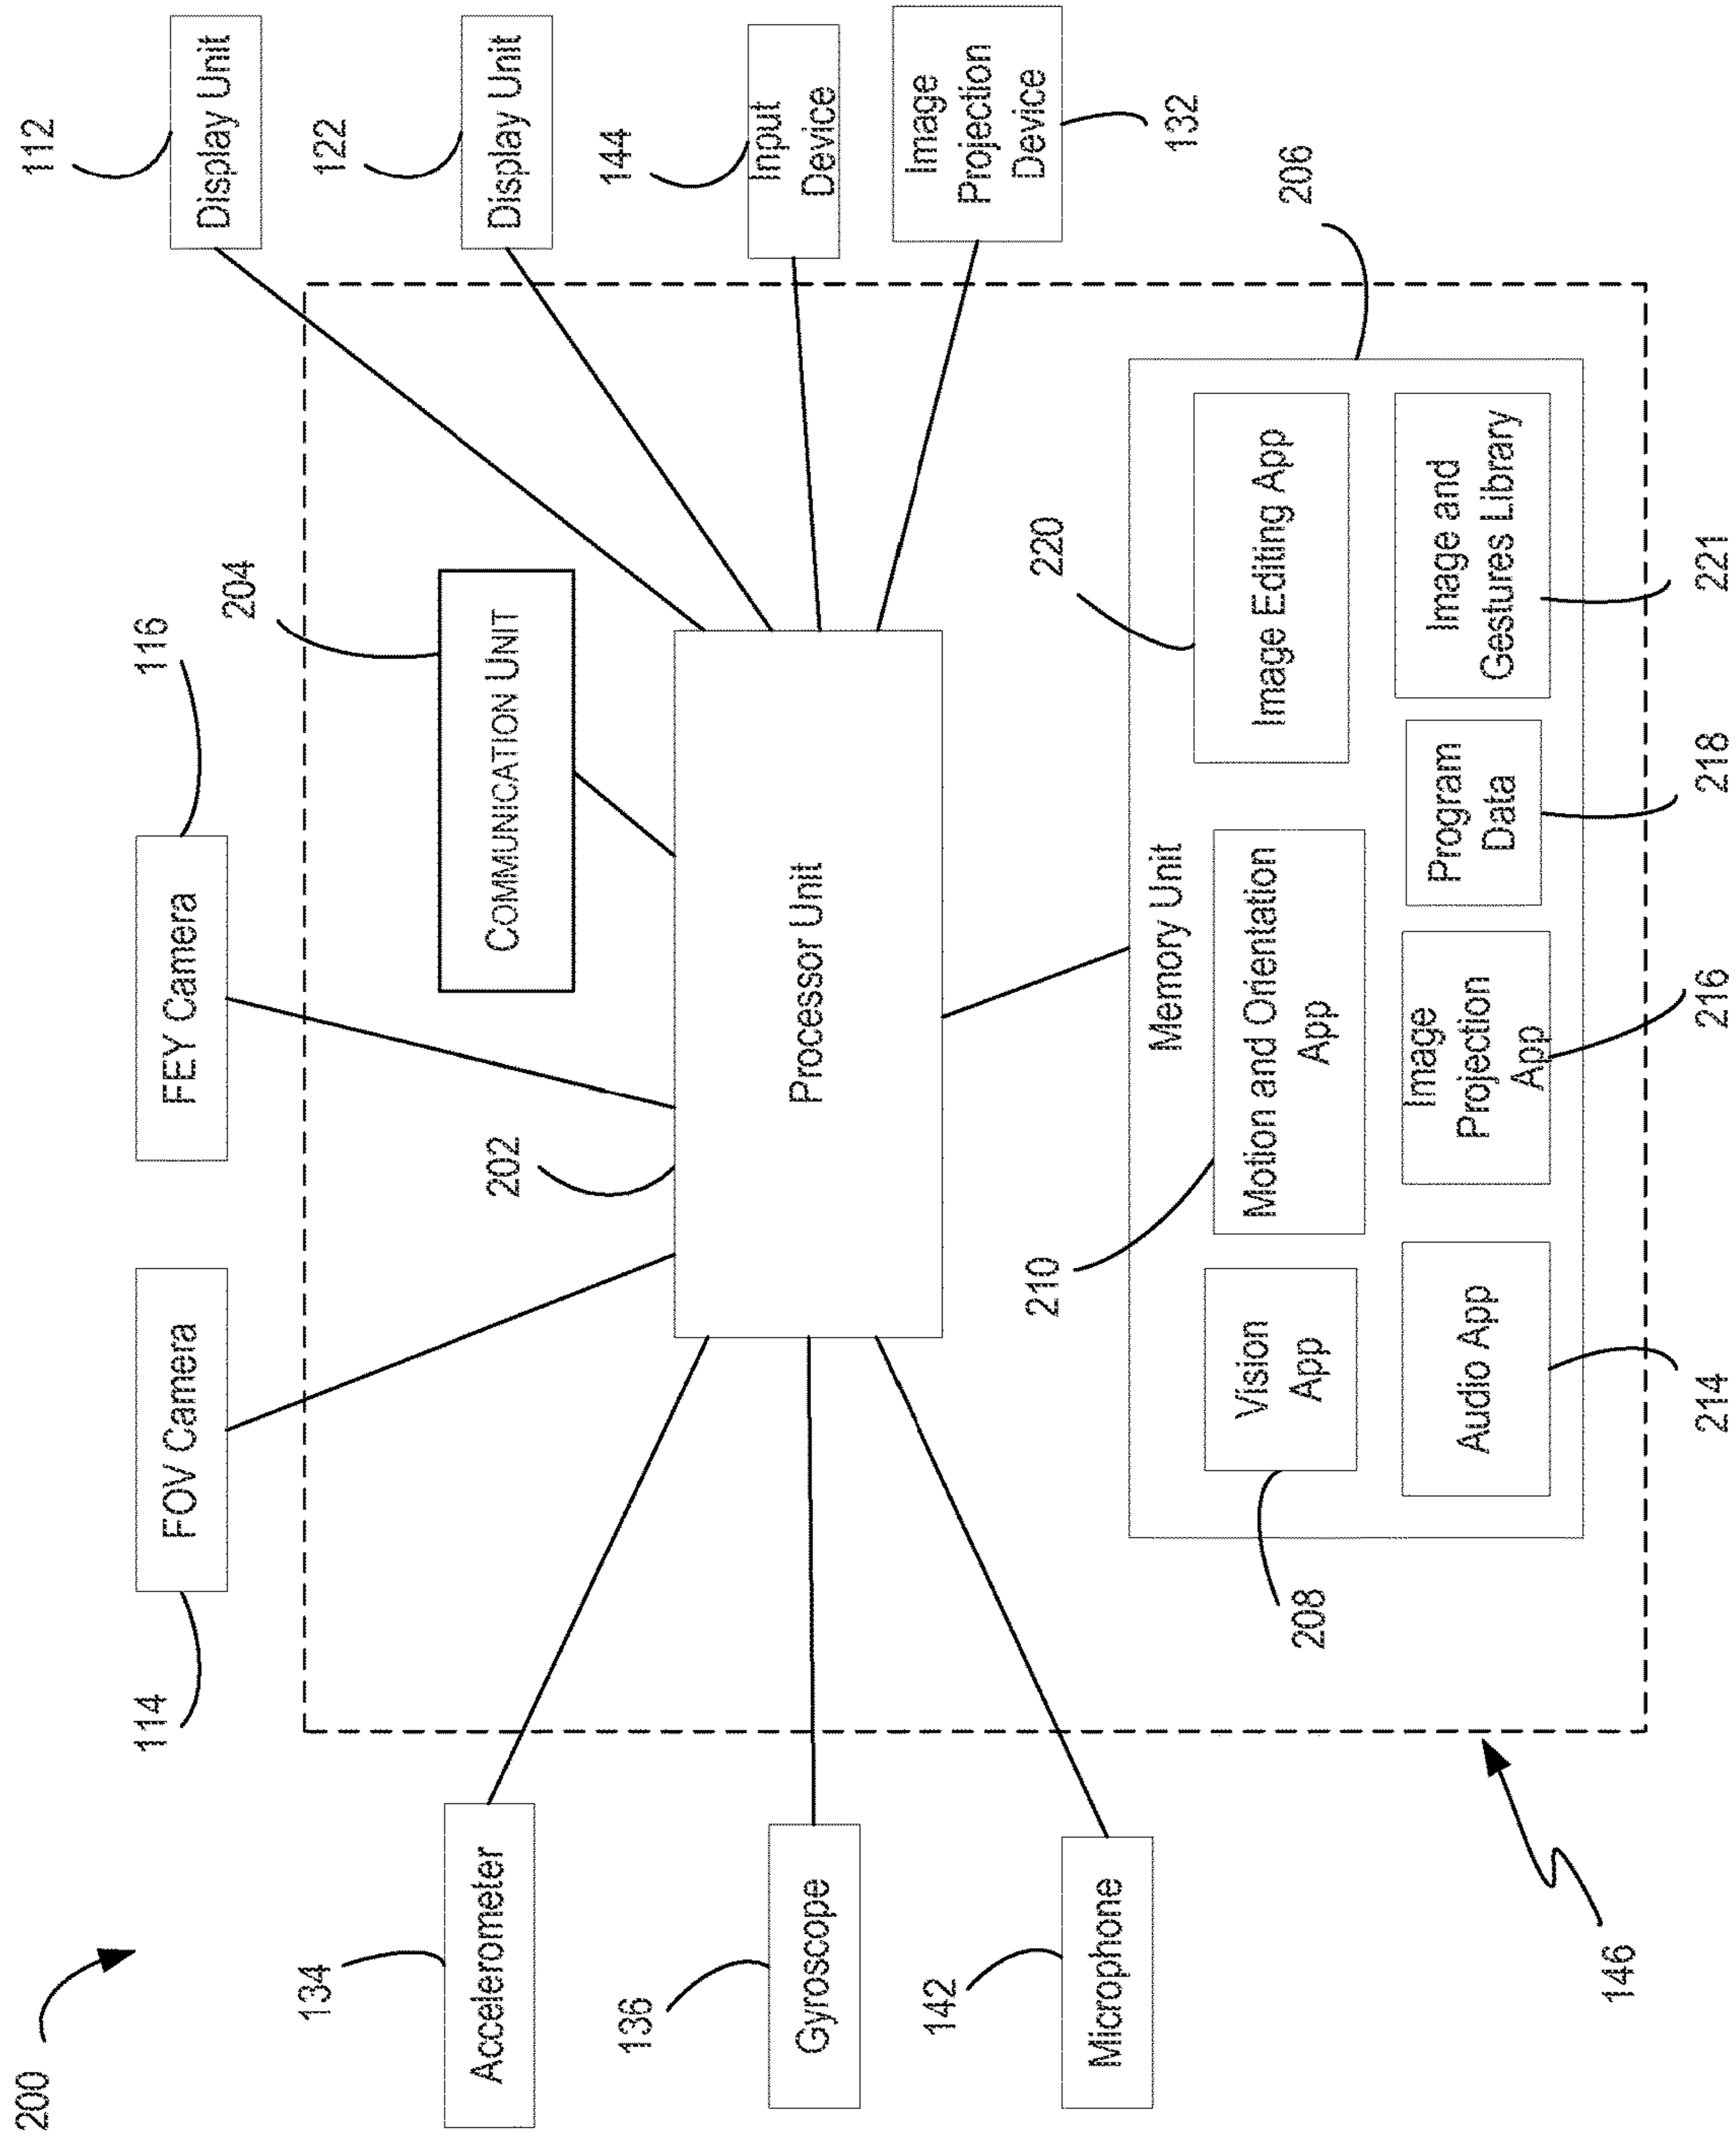 200
114
FOV Camera
FEY Camera
116
112
Display Unit
134
Accelerometer
202
COMMUNICATION UNIT
204
122
Display Unit
136
Gyroscope
Processor Unit
144
Input
Device
142
Microphone
Image
Projection
Device
132
Memory Unit
206
210
220
208
Vision
App
Motion and Orientation
App
Image Editing App
Audio App
Image
Projection
App
Program
Data
Image and
Gestures Library
146
214
216
218
221